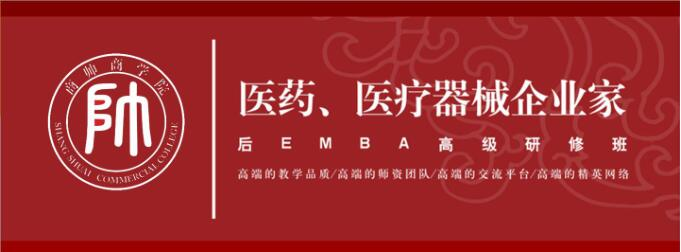 商帅商学院
帥
SHANG SHUAI COMMERCIAL COLLEGE
医药、医疗器械企业家
后EMBA高级研修班
高端的教学品质/高端的师资团队/高端的交流平台/高端的精英网络